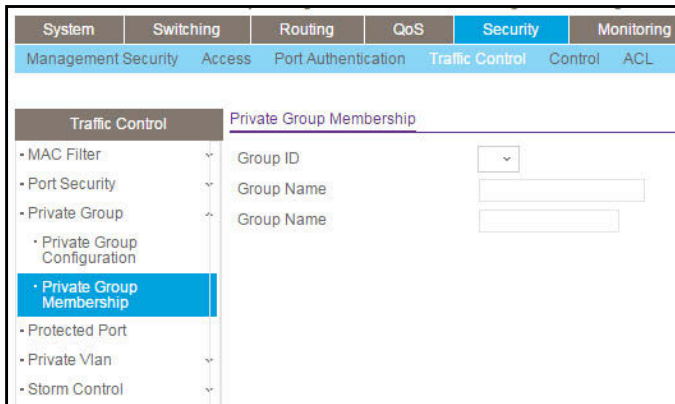 System Switching Routing QoS Security Monitoring
Management Security Access Port Authentication Traffic Control Control ACL
Traffic Control
- MAC Filter
- Port Security
- Private Group
· Private Group
Configuration
· Private Group
Membership
- Protected Port
- Private Vlan
- Storm Control
Private Group Membership
Group ID
Group Name
Group Name